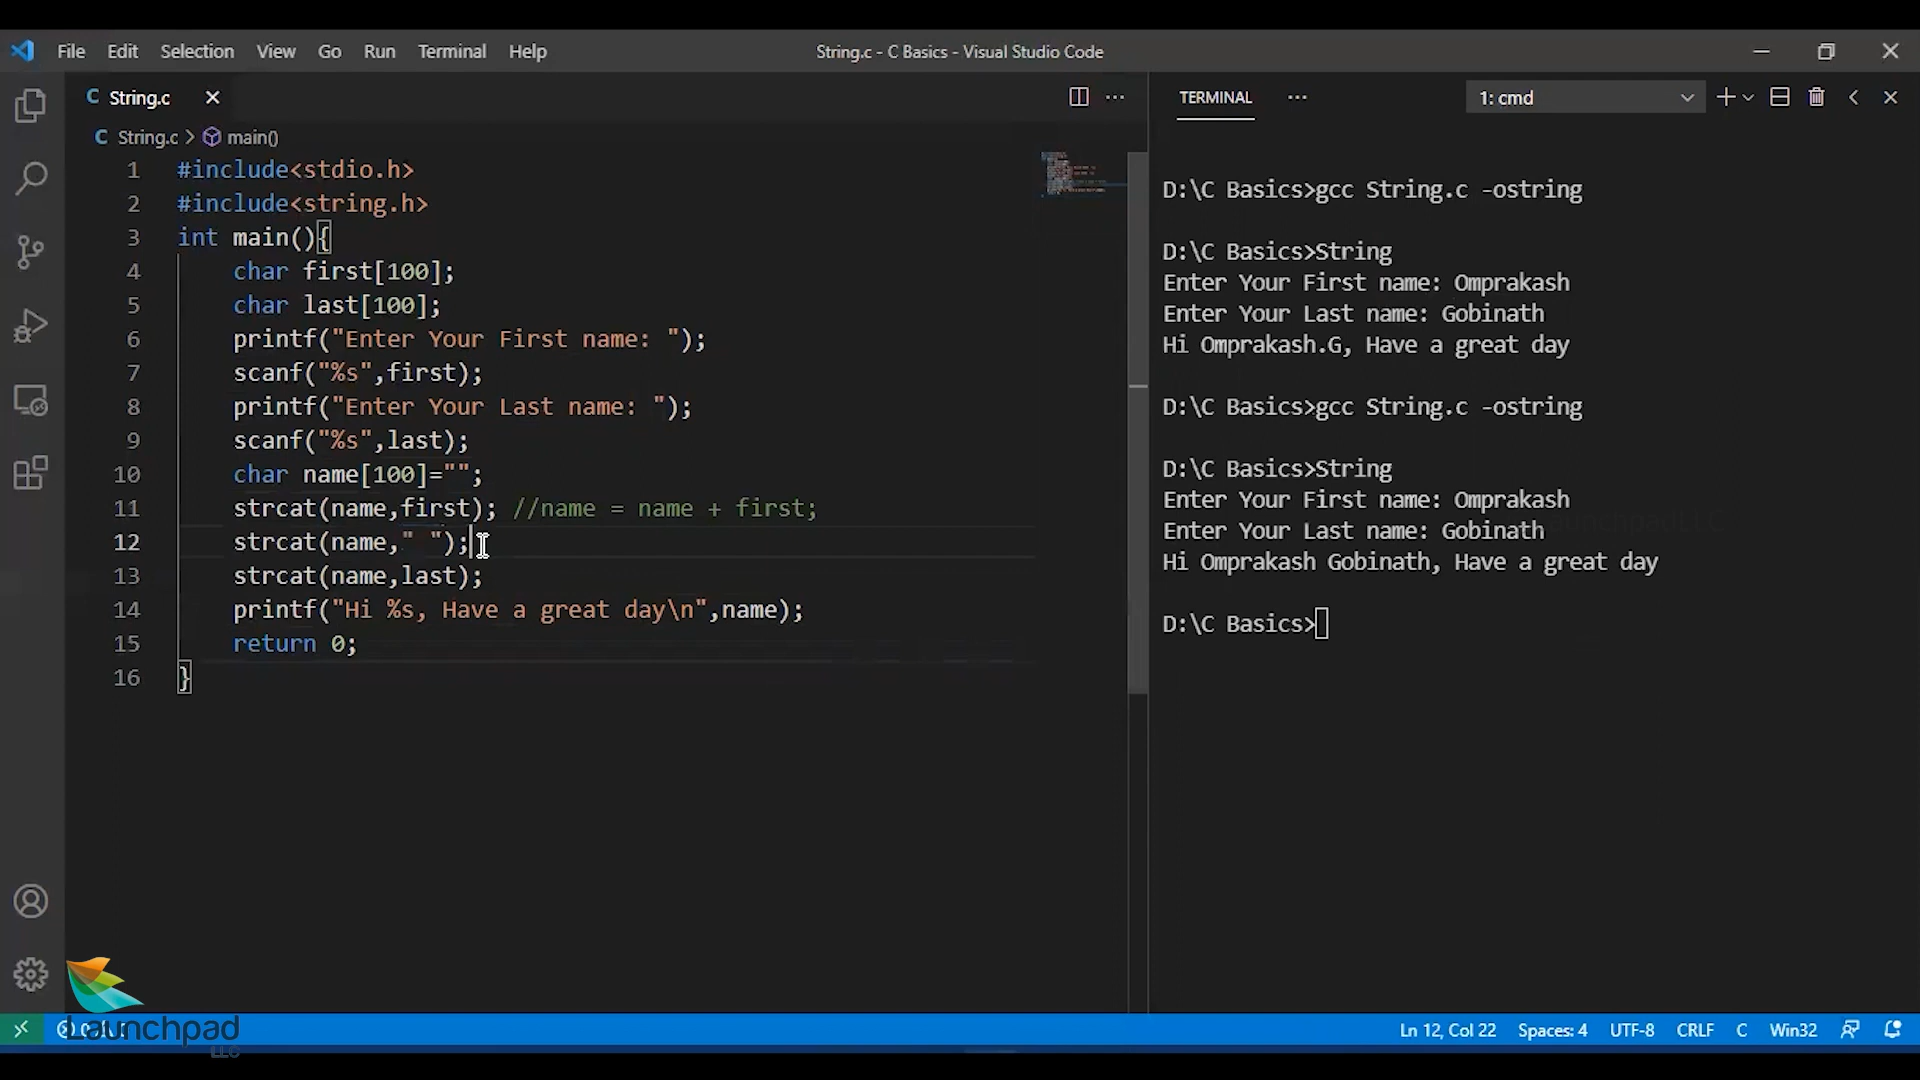 File Edit Selection View Go Run Terminal Help
String.c - C Basics - Visual Studio Code
C String.c
C String.c > main()
1 #include<stdio.h>
2 #include<string.h>
3 int main(){
4 char first[100];
5 char last[100];
6 printf("Enter Your First name: ");
7 scanf("%s",first);
8 printf("Enter Your Last name: ");
9 scanf("%s",last);
10 char name[100]="";
11 strcat(name,first); //name = name + first;
12 strcat(name," ");
13 strcat(name,last);
14 printf("Hi %s, Have a great day\n",name);
15 return 0;
16 }
TERMINAL ··· 1: cmd
D:\C Basics>gcc String.c -ostring
D:\C Basics>String
Enter Your First name: Omprakash
Enter Your Last name: Gobinath
Hi Omprakash.G, Have a great day
D:\C Basics>gcc String.c -ostring
D:\C Basics>String
Enter Your First name: Omprakash
Enter Your Last name: Gobinath
Hi Omprakash Gobinath, Have a great day
D:\C Basics>
Launchpad
LLC
Ln 12, Col 22 Spaces: 4 UTF-8 CRLF C Win32